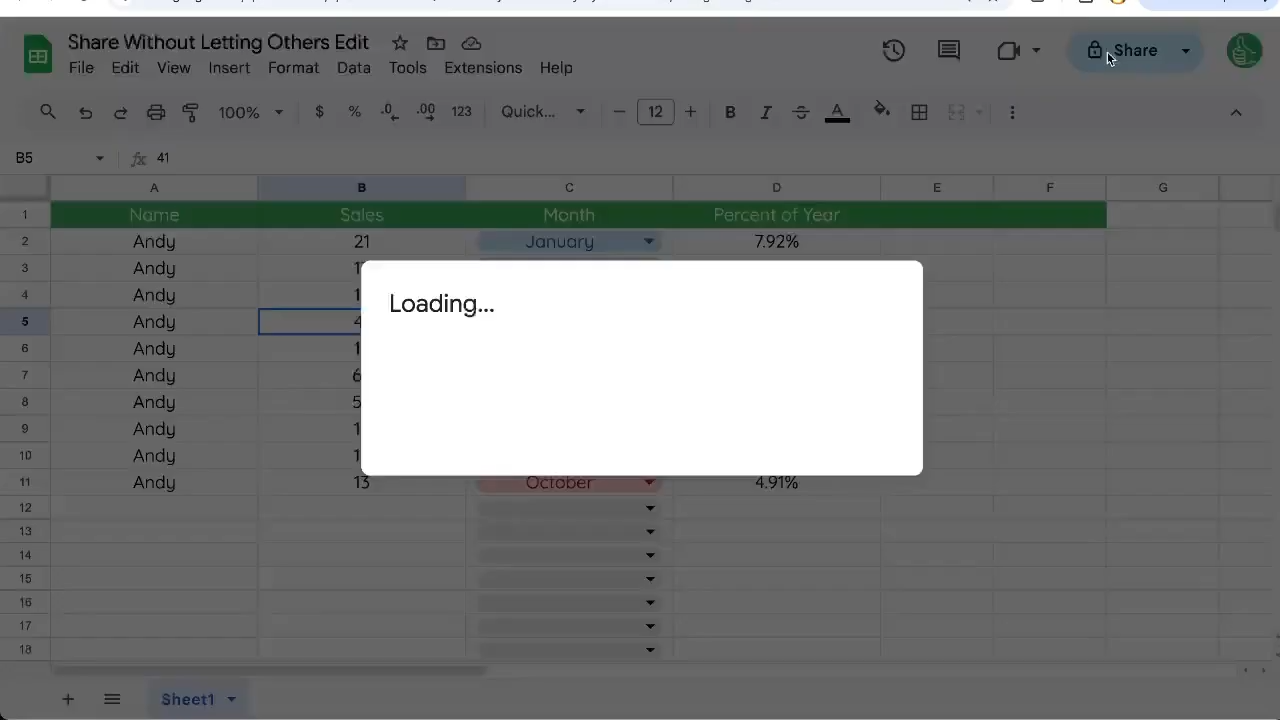 Share Without Letting Others Edit
File Edit View Insert Format Data Tools Extensions Help
Share
100% $ % .0 .00 123 Quick... − 12 + B I A
B5 fx 41
A B C D E F G
1 Name Sales Month Percent of Year
2 Andy 21 January 7.92%
3 Andy
4 Andy
5 Andy
6 Andy
7 Andy
8 Andy
9 Andy
10 Andy
11 Andy 13 October 4.91%
12
13
14
15
16
17
18
Loading...
+ Sheet1